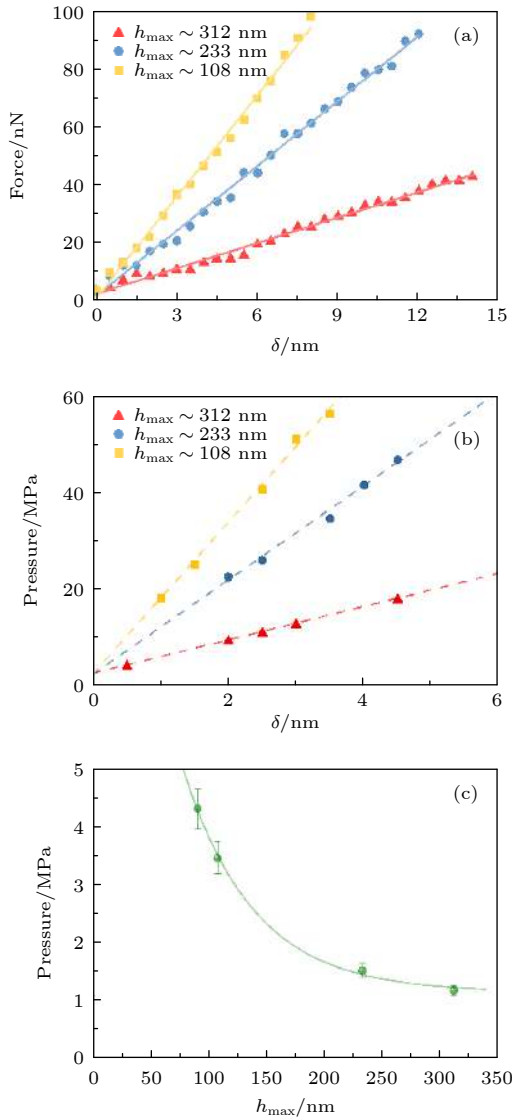 (a)
h_max ~ 312 nm
h_max ~ 233 nm
h_max ~ 108 nm
Force/nN
100
80
60
40
20
0
0 3 6 9 12 15
δ/nm
(b)
h_max ~ 312 nm
h_max ~ 233 nm
h_max ~ 108 nm
Pressure/MPa
60
40
20
0
0 2 4 6
δ/nm
(c)
Pressure/MPa
5
4
3
2
1
0
0 50 100 150 200 250 300 350
h_max/nm